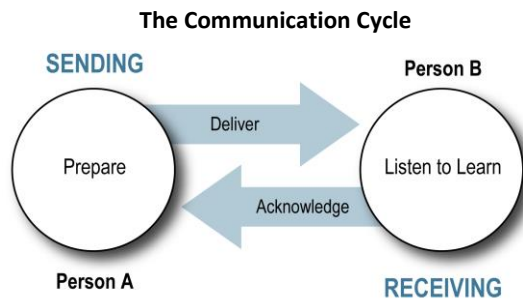 The Communication Cycle
SENDING
Person B
Deliver
Prepare
Listen to Learn
Acknowledge
Person A
RECEIVING